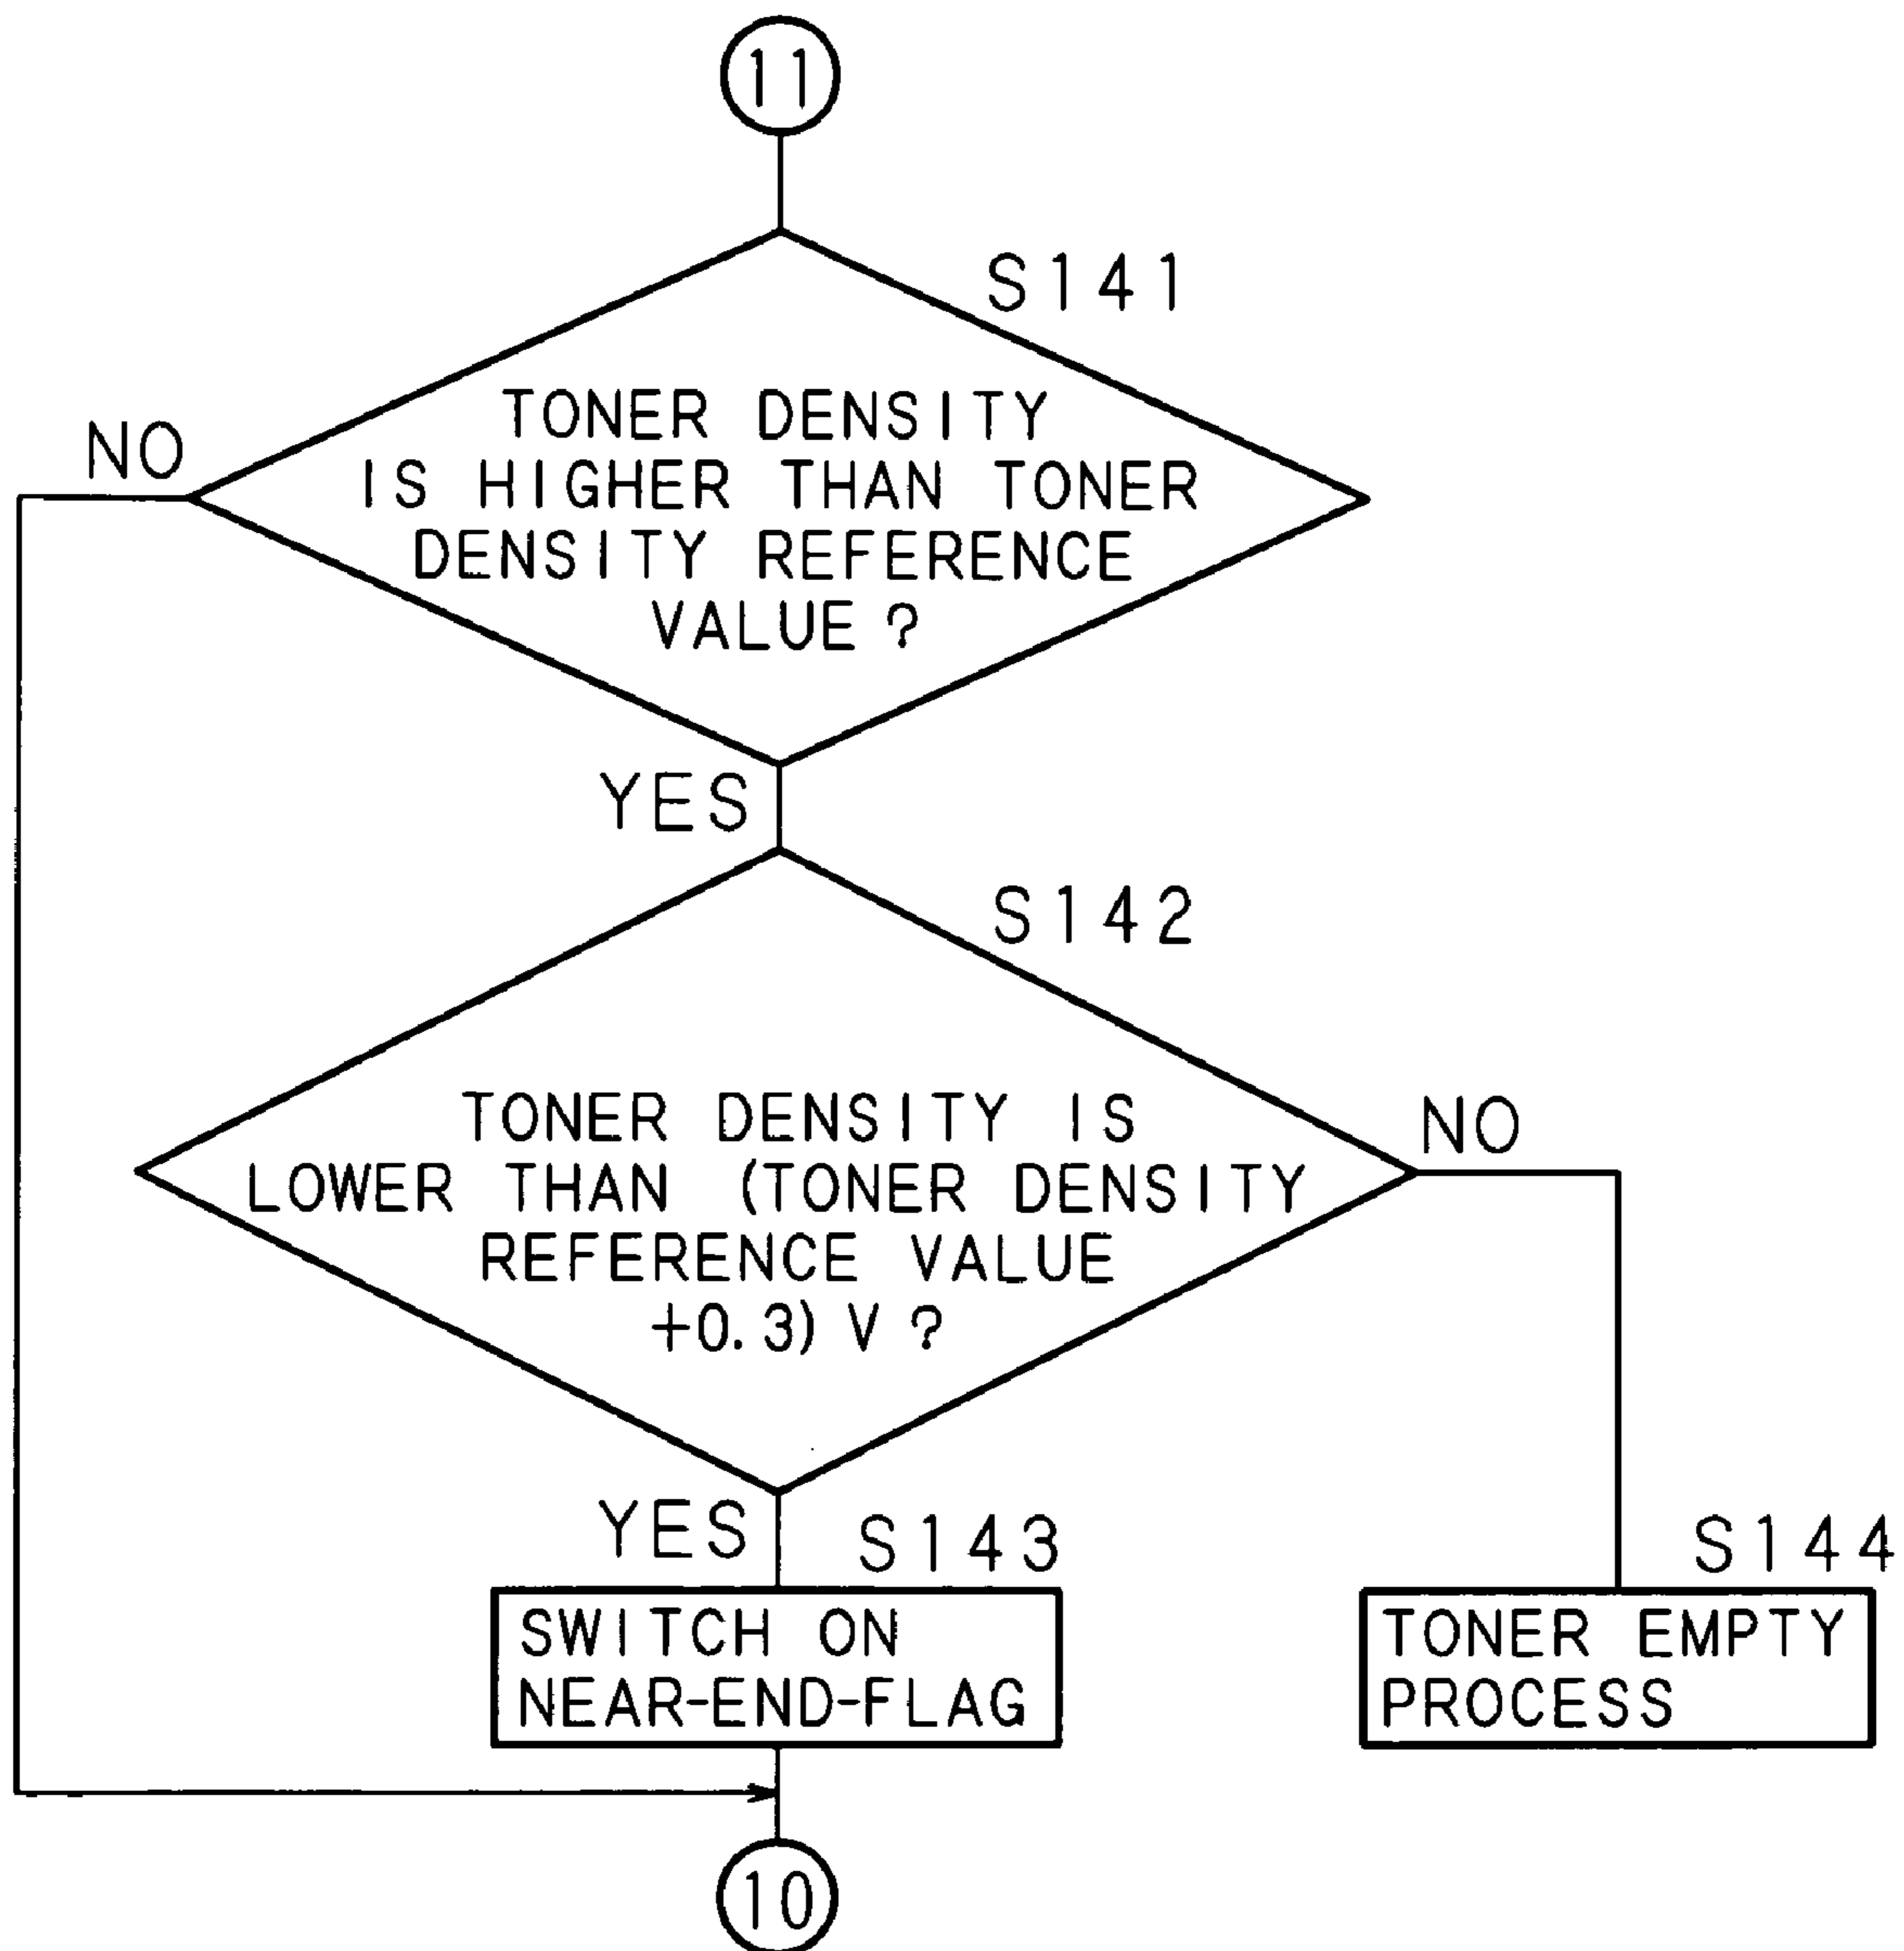 11
S141
TONER DENSITY
IS HIGHER THAN TONER
DENSITY REFERENCE
VALUE?
NO
YES
S142
TONER DENSITY IS
LOWER THAN (TONER DENSITY
REFERENCE VALUE
+0.3) V ?
NO
YES
S143
SWITCH ON
NEAR-END-FLAG
S144
TONER EMPTY
PROCESS
10